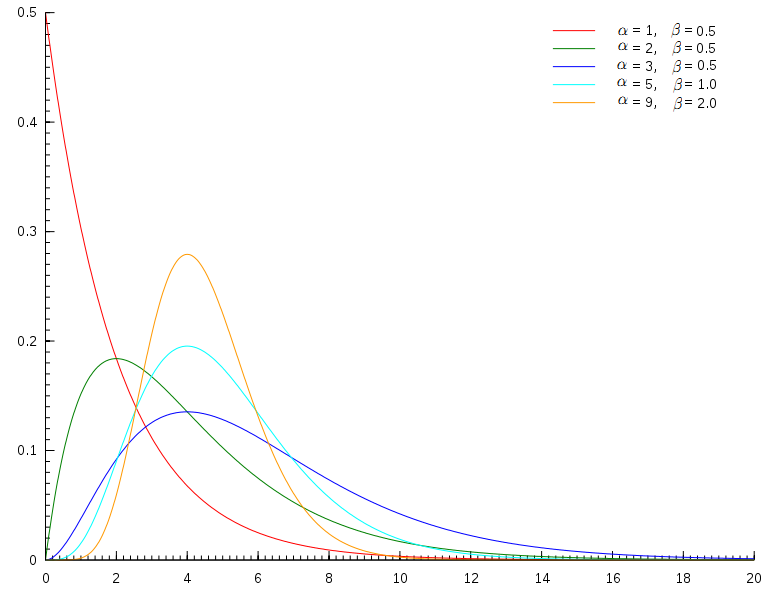 0.5
α = 1, β = 0.5
α = 2, β = 0.5
α = 3, β = 0.5
α = 5, β = 1.0
α = 9, β = 2.0
0.4
0.3
0.2
0.1
0
0 2 4 6 8 10 12 14 16 18 20